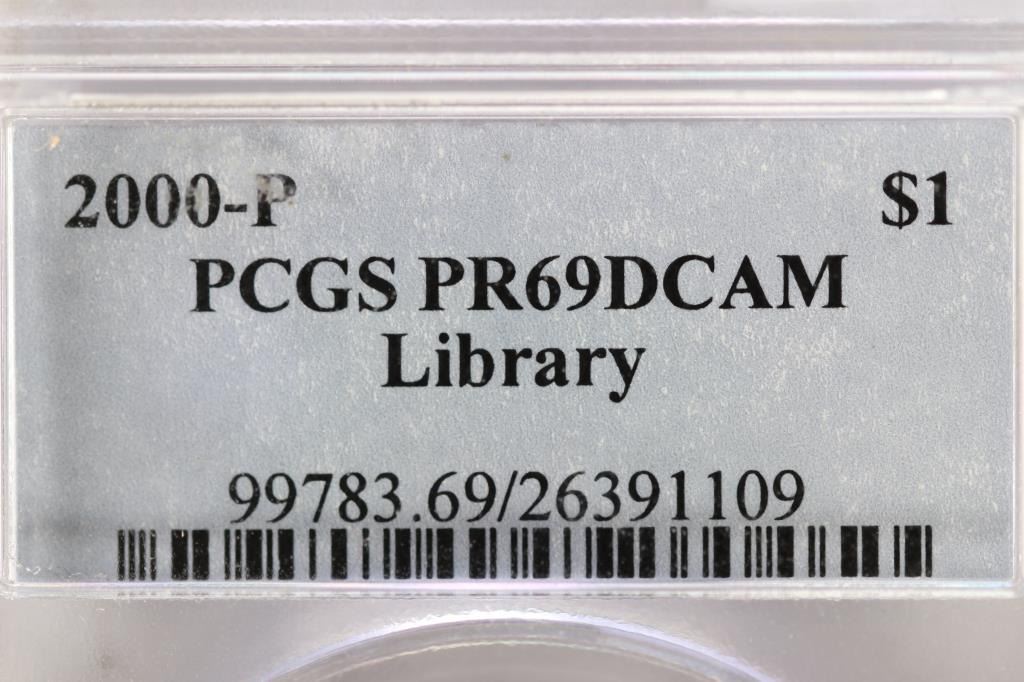 2000-P $1
PCGS PR69DCAM
Library
99783.69/26391109